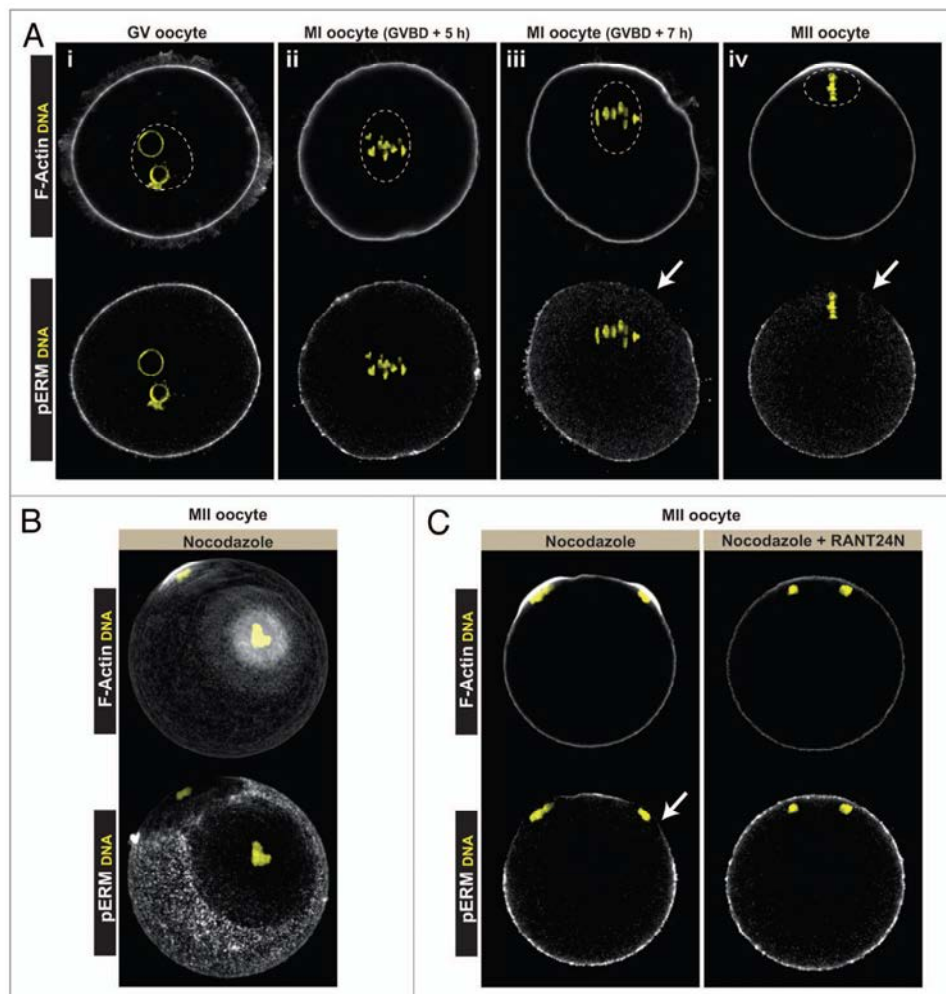 A
GV oocyte
MI oocyte (GVBD + 5 h)
MI oocyte (GVBD + 7 h)
MII oocyte
i
ii
iii
iv
F-Actin DNA
pERM DNA
B
MII oocyte
Nocodazole
F-Actin DNA
pERM DNA
C
MII oocyte
Nocodazole
Nocodazole + RANT24N
F-Actin DNA
pERM DNA